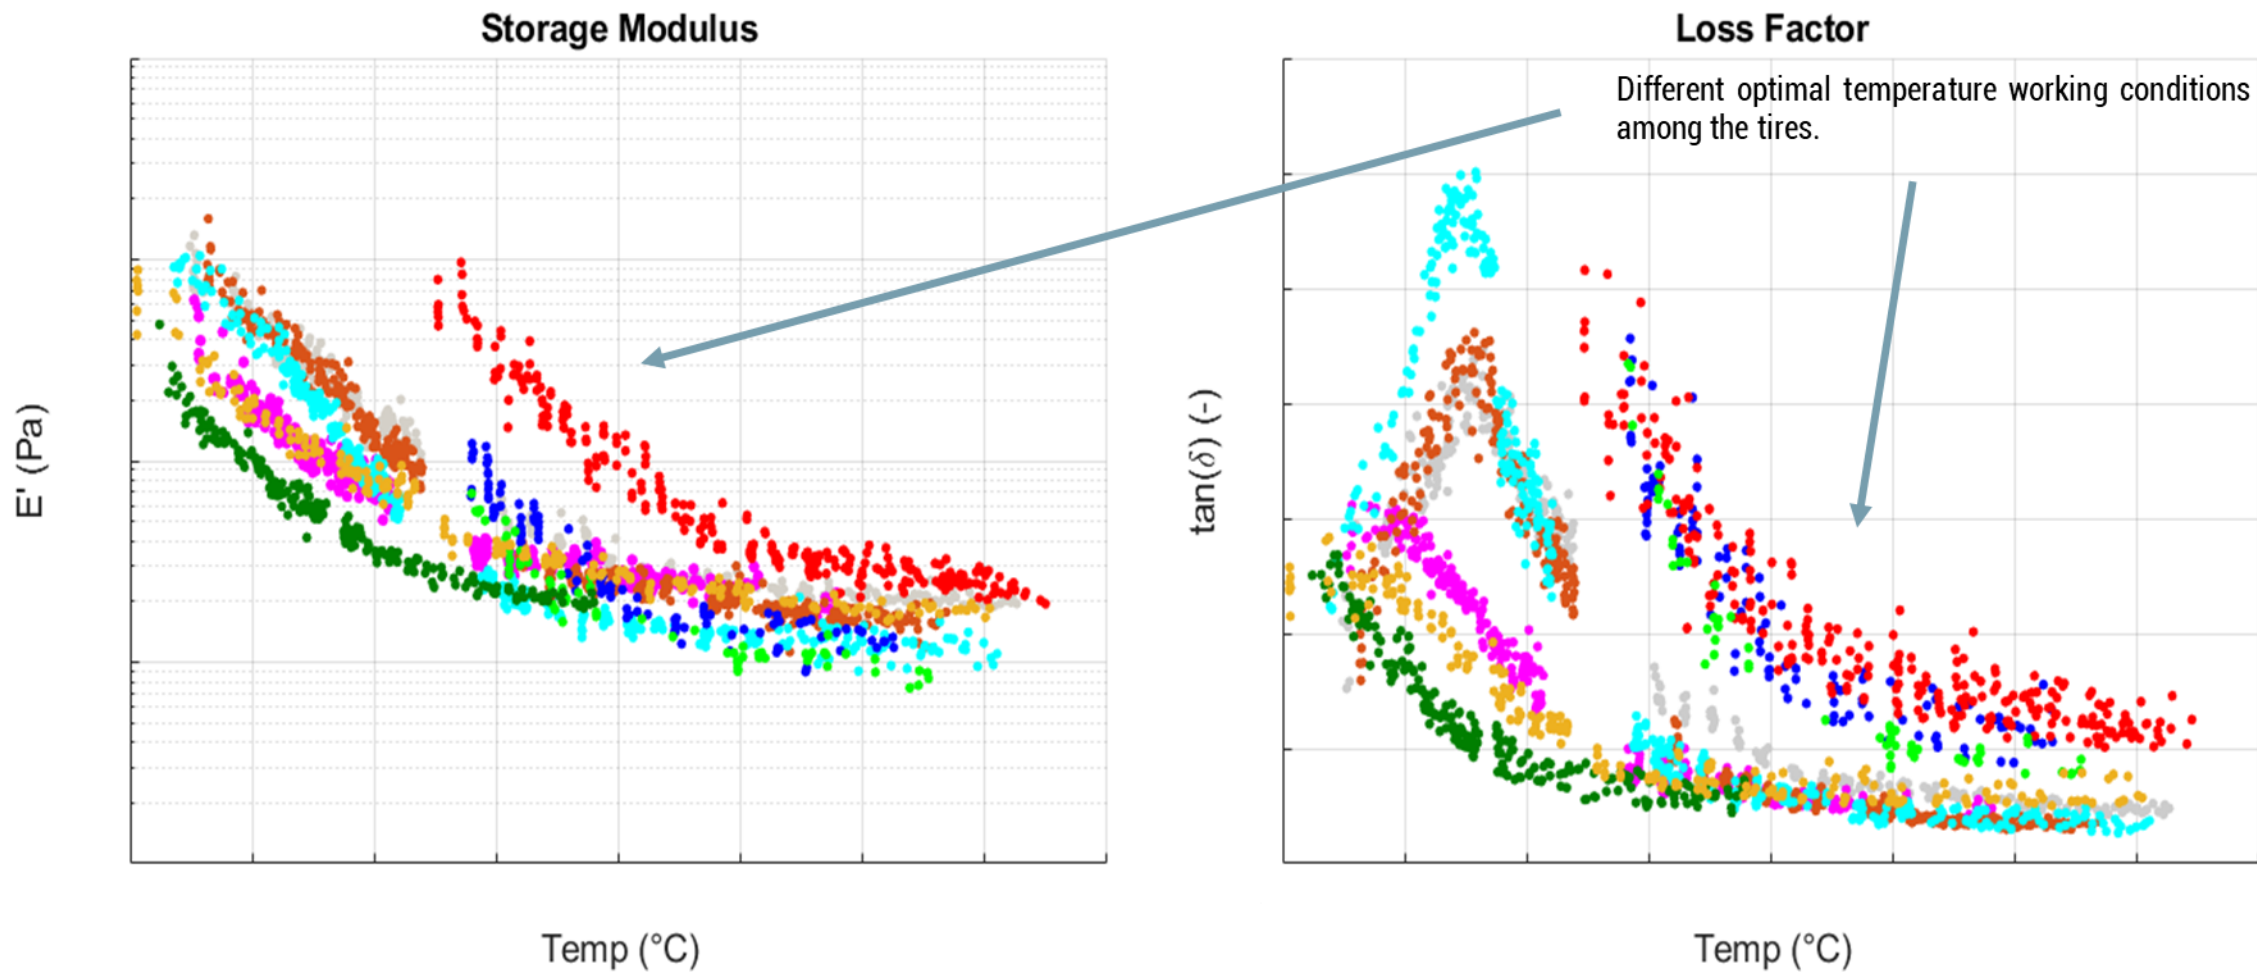 Storage Modulus
Loss Factor
Different optimal temperature working conditions
among the tires.
E' (Pa)
tan(δ) (-)
Temp (°C)
Temp (°C)